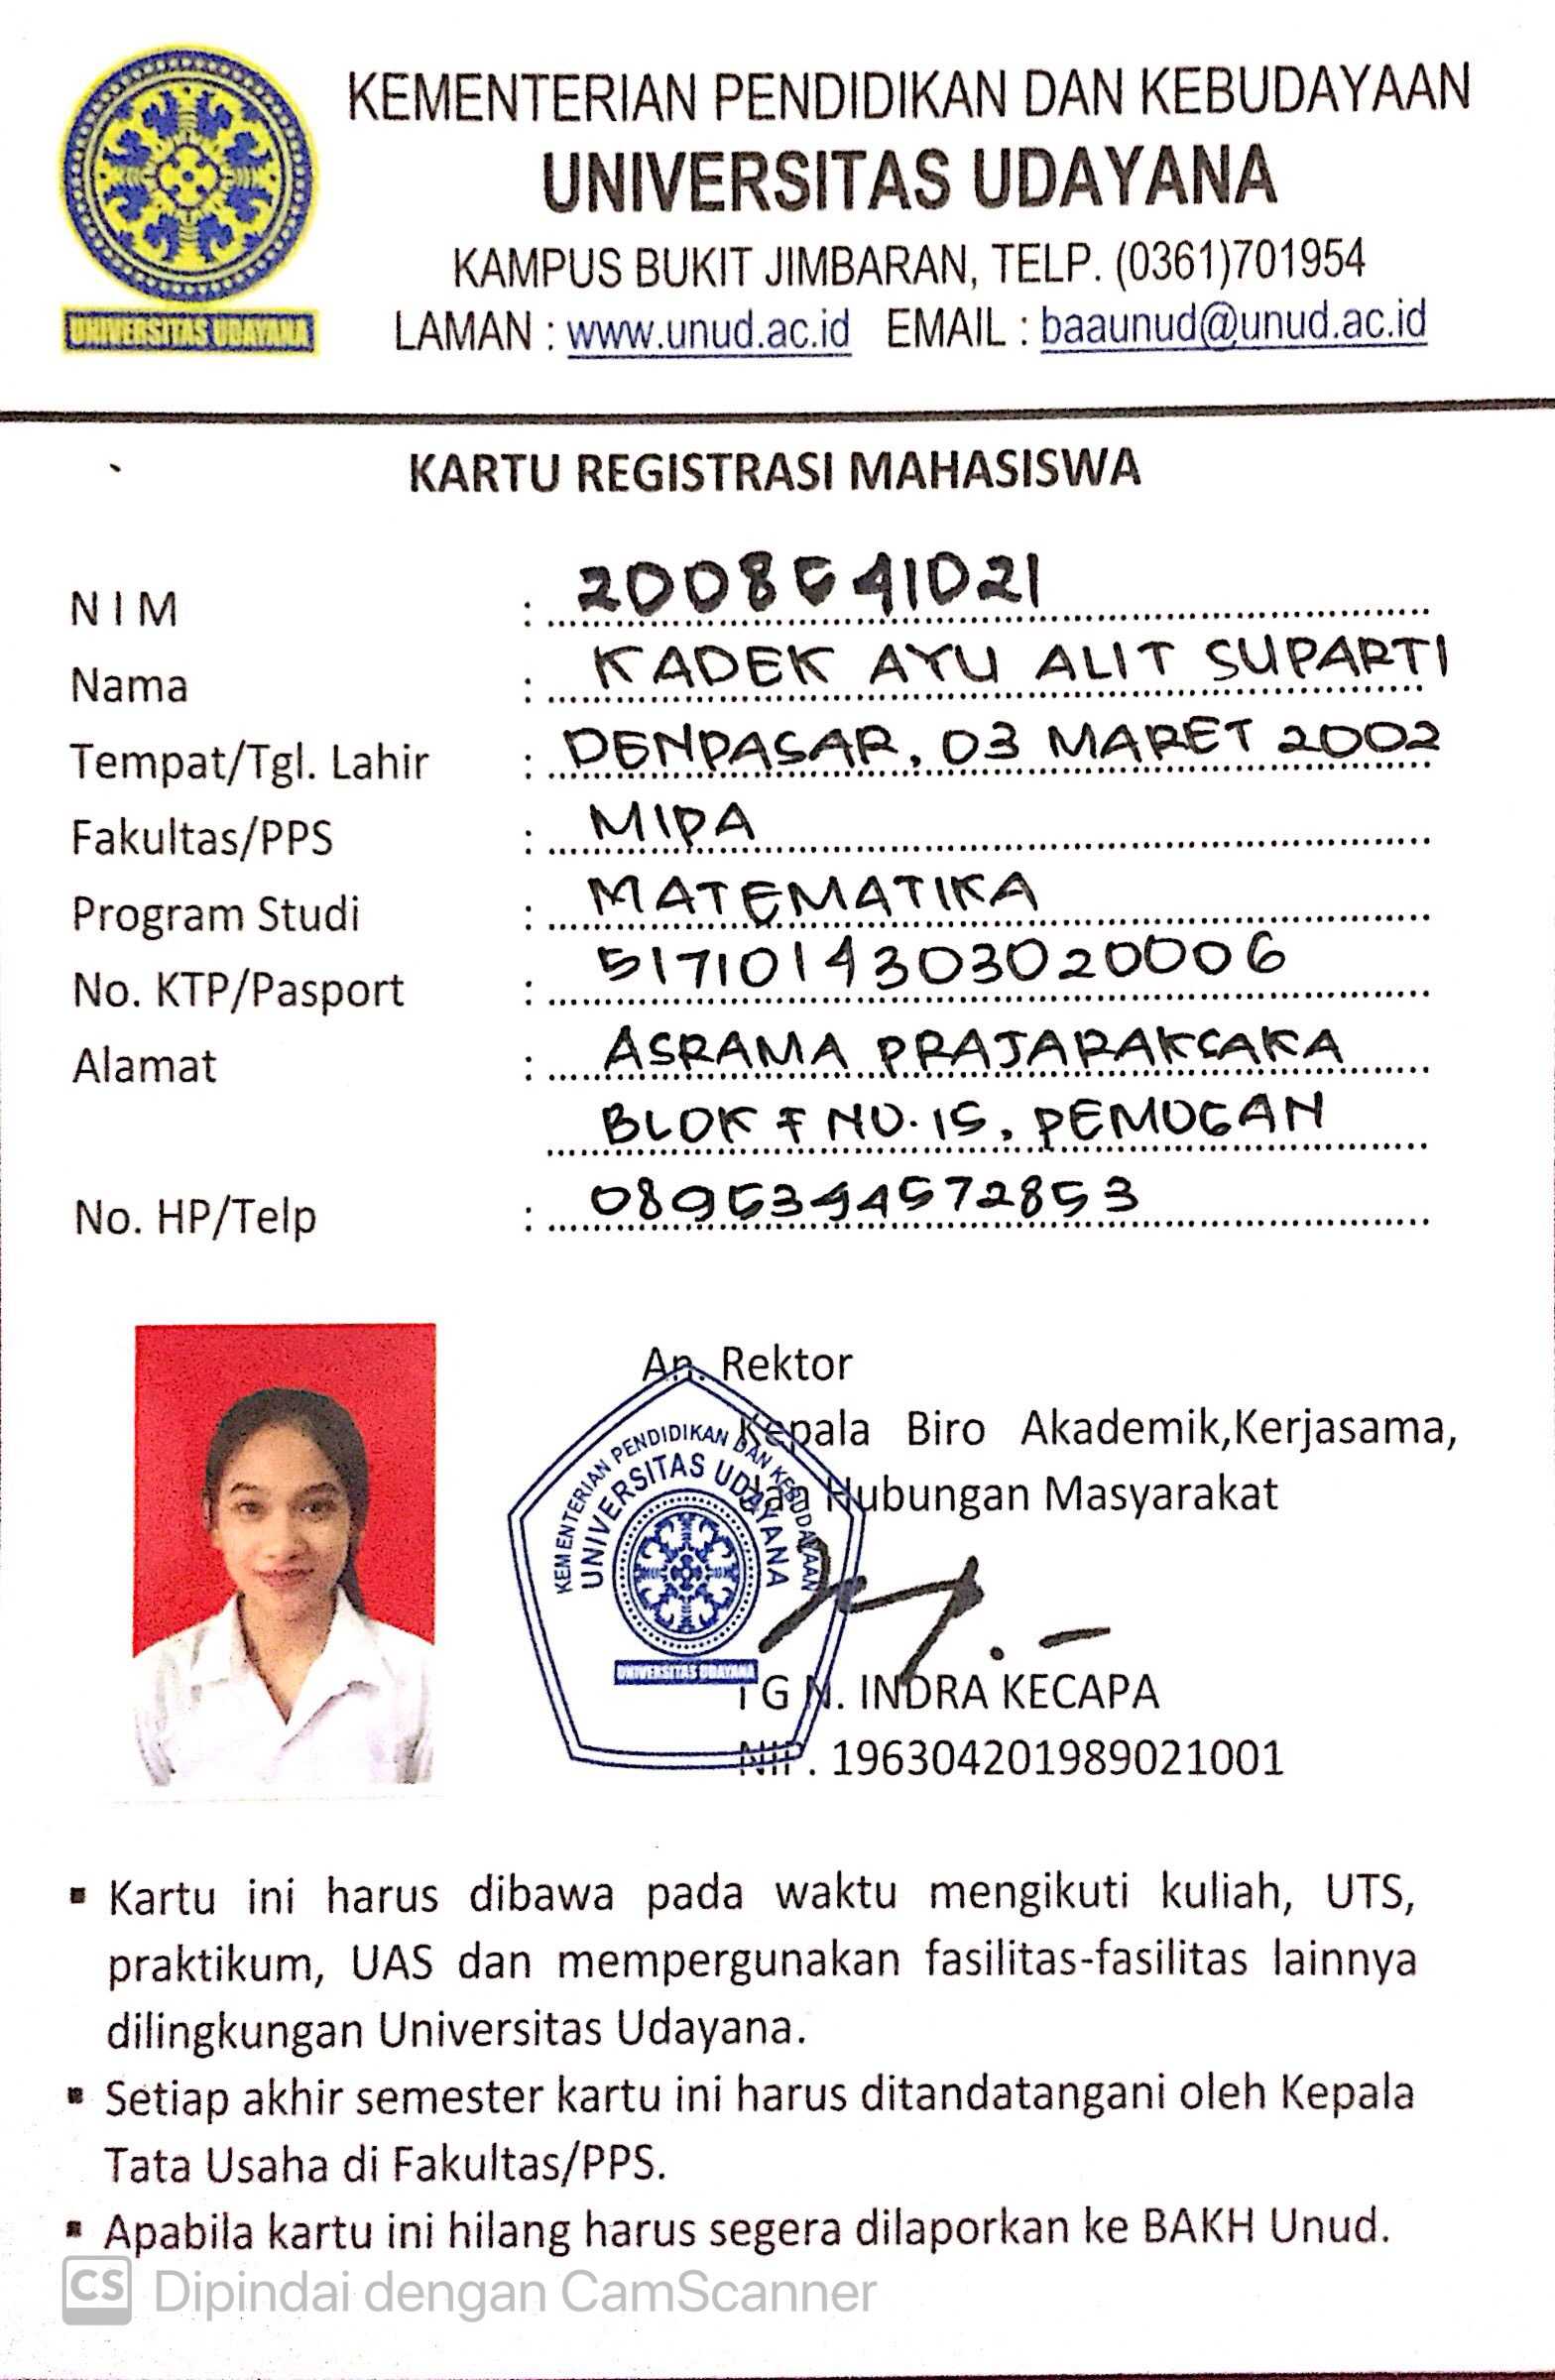 KEMENTERIAN PENDIDIKAN DAN KEBUDAYAAN
UNIVERSITAS UDAYANA
KAMPUS BUKIT JIMBARAN, TELP. (0361)701954
LAMAN : www.unud.ac.id EMAIL : baaunud@unud.ac.id
UNIVERSITAS UDAYANA
KARTU REGISTRASI MAHASISWA
N I M : 2008541021
Nama : KADEK AYU ALIT SUPARTI
Tempat/Tgl. Lahir : DENPASAR, 03 MARET 2002
Fakultas/PPS : MIPA
Program Studi : MATEMATIKA
No. KTP/Pasport : 5171014303020006
Alamat : ASRAMA PRAJARAKSAKA
BLOK F NO. 15, PEMOGAN
No. HP/Telp : 0895394572853
An. Rektor
Kepala Biro Akademik,Kerjasama,
dan Hubungan Masyarakat
KEMENTERIAN PENDIDIKAN DAN KEBUDAYAAN
UNIVERSITAS UDAYANA
UNIVERSITAS UDAYANA
I G N. INDRA KECAPA
NIP. 196304201989021001
▪ Kartu ini harus dibawa pada waktu mengikuti kuliah, UTS,
praktikum, UAS dan mempergunakan fasilitas-fasilitas lainnya
dilingkungan Universitas Udayana.
▪ Setiap akhir semester kartu ini harus ditandatangani oleh Kepala
Tata Usaha di Fakultas/PPS.
▪ Apabila kartu ini hilang harus segera dilaporkan ke BAKH Unud.
CS Dipindai dengan CamScanner